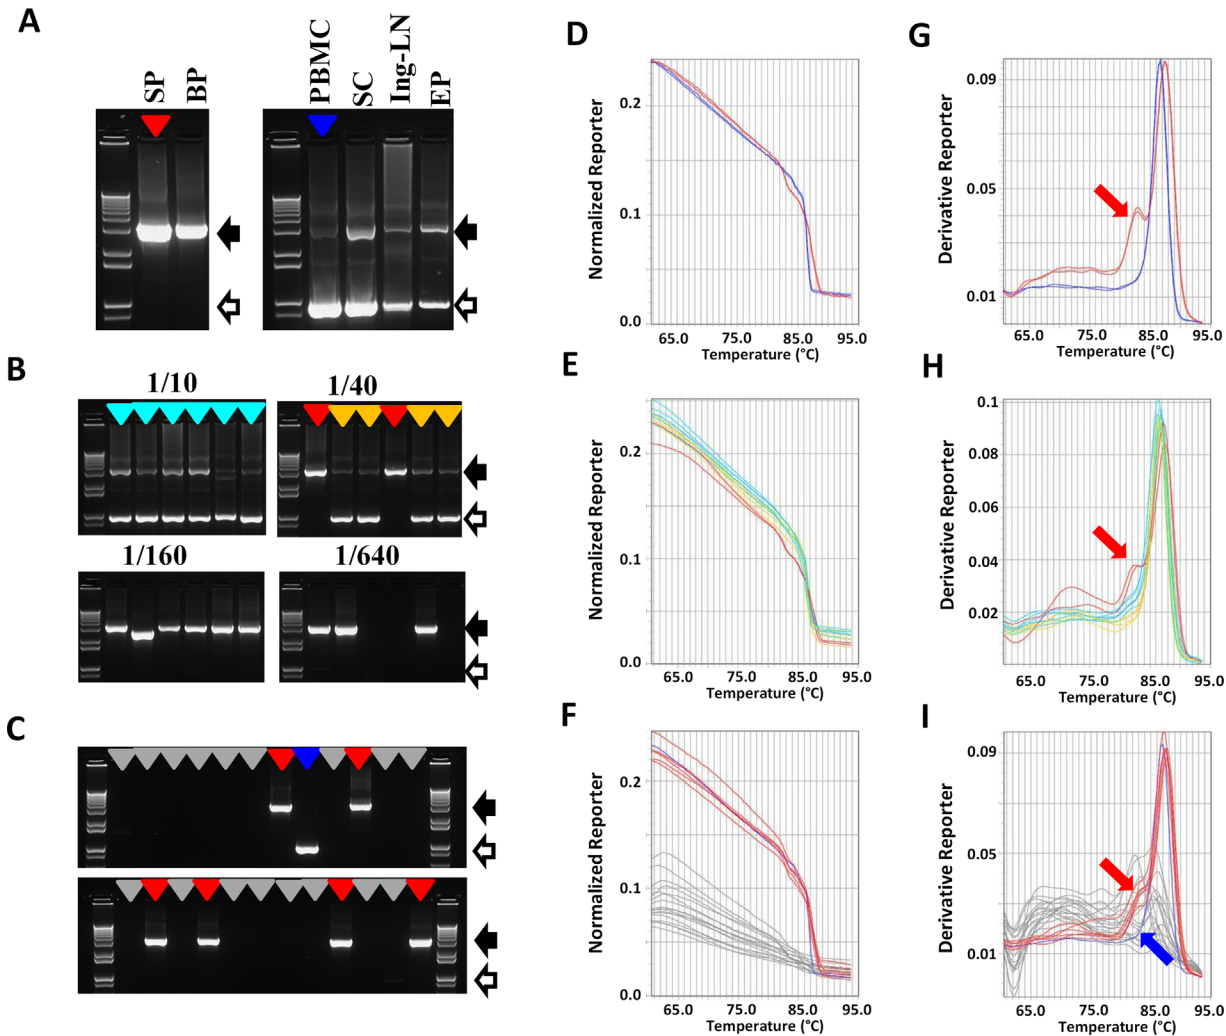 A
SP
BP
PBMC
SC
Ing-LN
EP
B
1/10
1/40
1/160
1/640
C
D
Normalized Reporter
0.2
0.1
0.0
65.0 75.0 85.0 95.0
Temperature (°C)
E
Normalized Reporter
0.2
0.1
0.0
65.0 75.0 85.0 95.0
Temperature (°C)
F
Normalized Reporter
0.2
0.1
0.0
65.0 75.0 85.0 95.0
Temperature (°C)
G
Derivative Reporter
0.09
0.05
0.01
65.0 75.0 85.0 95.0
Temperature (°C)
H
Derivative Reporter
0.1
0.08
0.06
0.04
0.02
65.0 75.0 85.0 95.0
Temperature (°C)
I
Derivative Reporter
0.09
0.05
0.01
65.0 75.0 85.0 95.0
Temperature (°C)